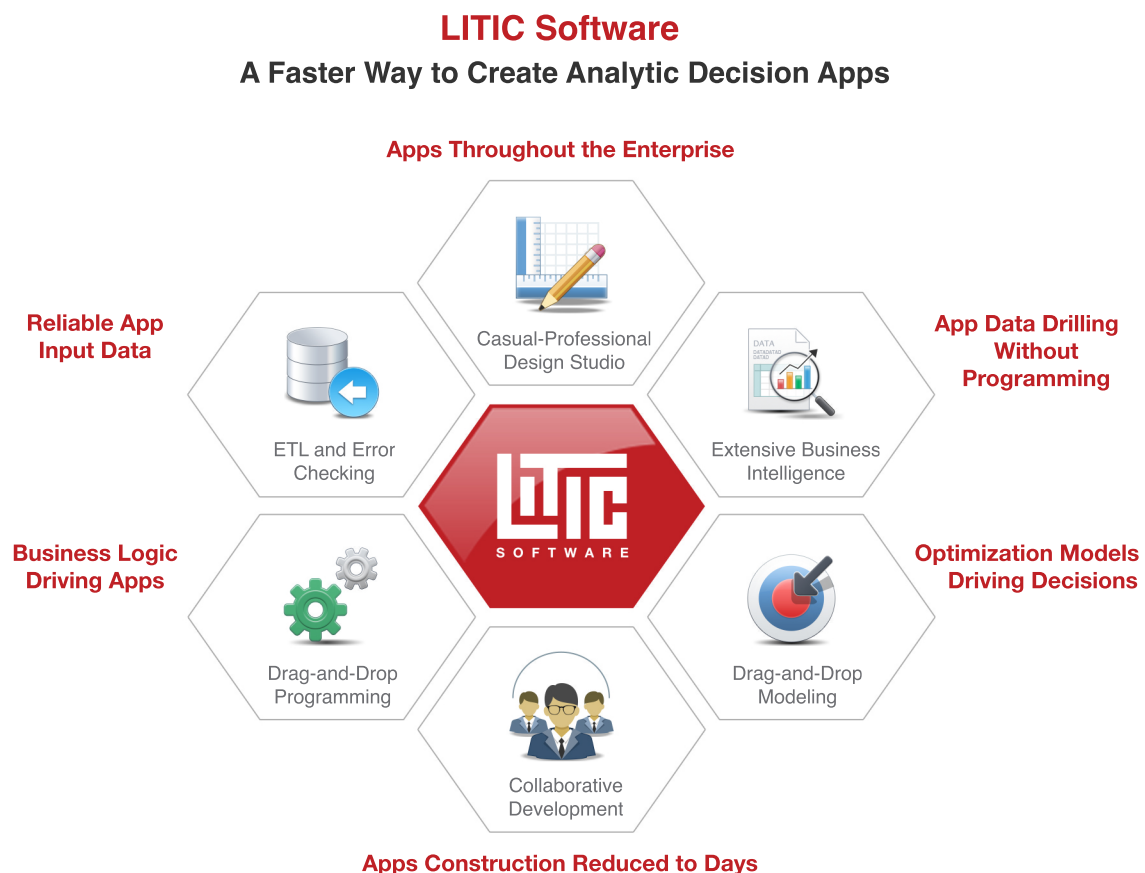 LITIC Software
A Faster Way to Create Analytic Decision Apps
Apps Throughout the Enterprise
Casual-Professional
Design Studio
Reliable App
Input Data
ETL and Error
Checking
App Data Drilling
Without
Programming
DATA
DATADATAD
DATAD
Extensive Business
Intelligence
LITIC
SOFTWARE
Business Logic
Driving Apps
Drag-and-Drop
Programming
Optimization Models
Driving Decisions
Drag-and-Drop
Modeling
Collaborative
Development
Apps Construction Reduced to Days